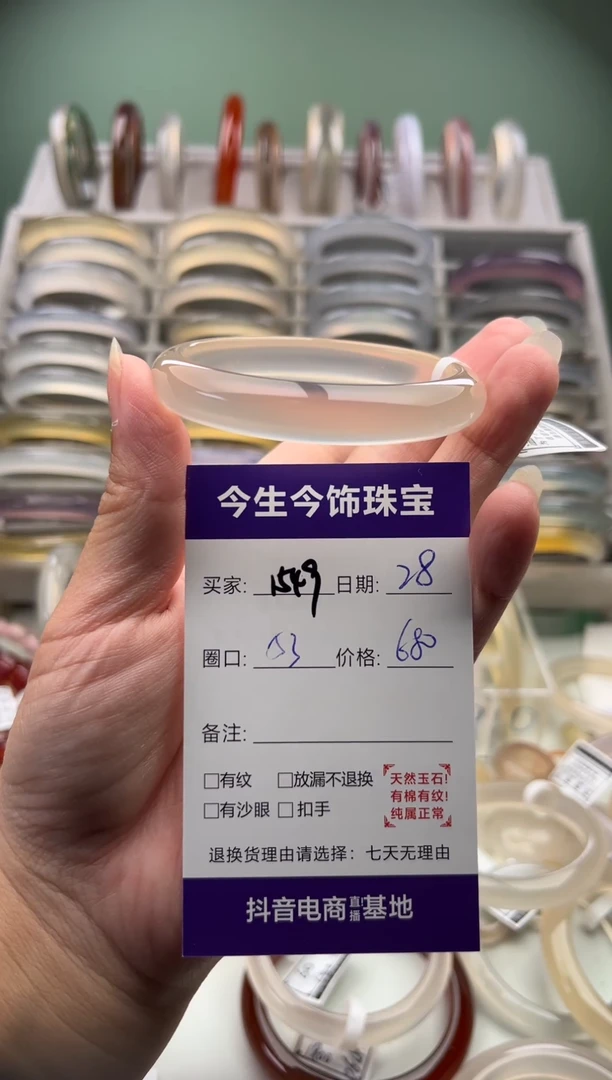 今生今饰珠宝
买家: 1549 日期: 28
圈口: 53 价格: 680
备注:
□有纹 □放漏不退换
□有沙眼 □扣手
天然玉石!
有棉有纹!
纯属正常
退换货理由请选择：七天无理由
抖音电商直播基地